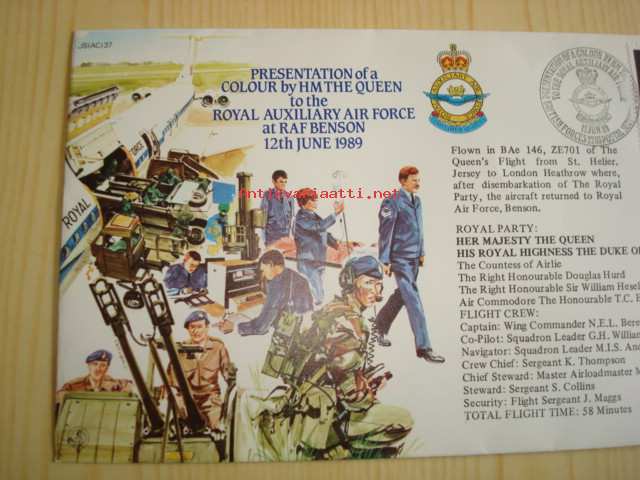 JS(AC)37
PRESENTATION of a
COLOUR by HM THE QUEEN
to the
ROYAL AUXILIARY AIR FORCE
at RAF BENSON
12th JUNE 1989
ROYAL
antiikvariaatti.net
Flown in BAe 146, ZE701 of The
Queen's Flight from St. Helier,
Jersey to London Heathrow where,
after disembarkation of The Royal
Party, the aircraft returned to Royal
Air Force, Benson.
ROYAL PARTY:
HER MAJESTY THE QUEEN
HIS ROYAL HIGHNESS THE DUKE O
The Countess of Airlie
The Right Honourable Douglas Hurd
The Right Honourable Sir William Hesel
Air Commodore The Honourable T.C. E
FLIGHT CREW:
Captain: Wing Commander N.E.L. Bere
Co-Pilot: Squadron Leader G.H. William
Navigator: Squadron Leader M.I.S. And
Crew Chief: Sergeant K. Thompson
Chief Steward: Master Airloadmaster M
Steward: Sergeant S. Collins
Security: Flight Sergeant J. Maggs
TOTAL FLIGHT TIME: 58 Minutes